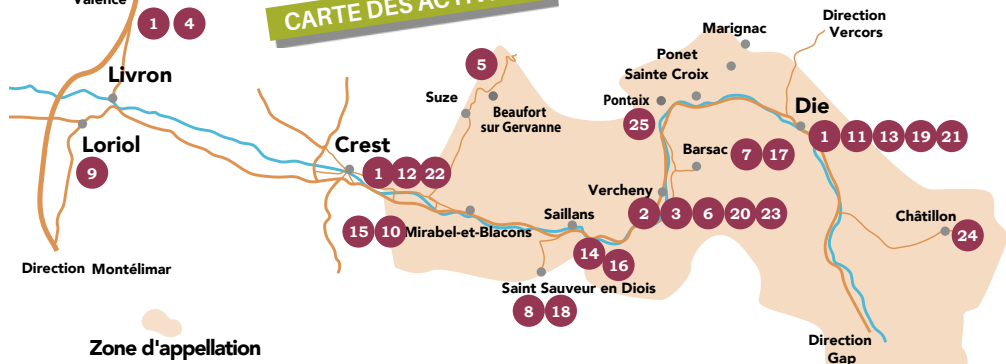 Valence
1 4
CARTE DES ACTIVI
Marignac
Direction
Vercors
Ponet
Sainte Croix
5
Livron
Suze
Beaufort
sur Gervanne
Pontaix
25
Die
1 11 13 19 21
Loriol
9
Crest
1 12 22
Barsac
7 17
Vercheny
2 3 6 20 23
Saillans
Châtillon
24
15 10
Mirabel-et-Blacons
14
16
Direction Montélimar
Saint Sauveur en Diois
8 18
Zone d'appellation
Direction
Gap